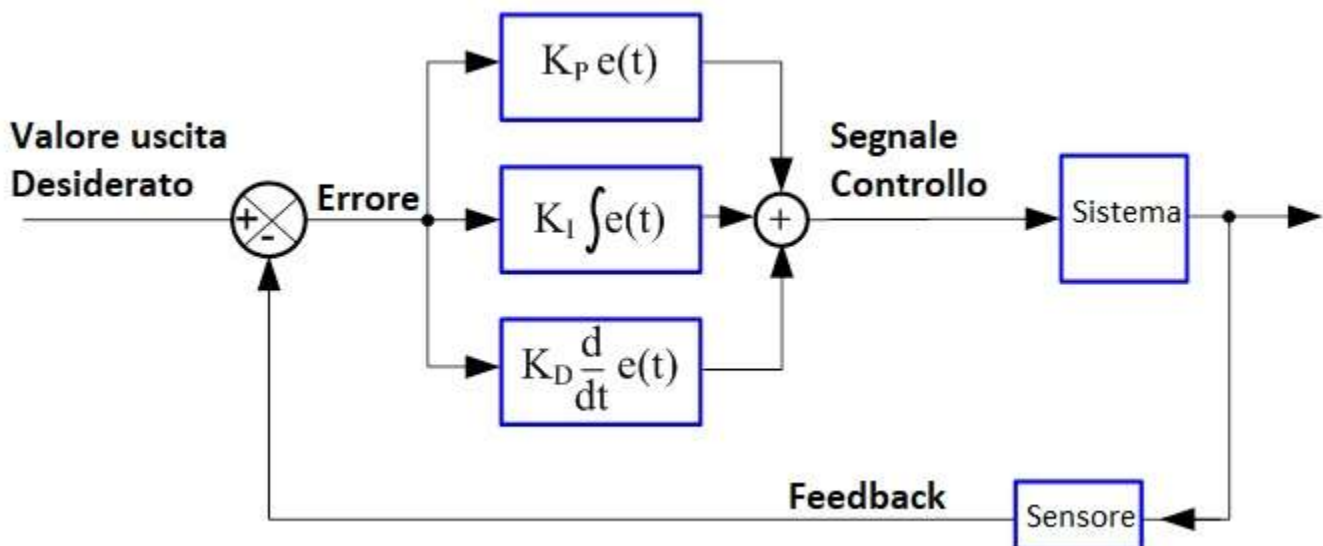 K_P e(t)
Valore uscita
Desiderato
+
-
Errore
K_I ∫e(t)
+
Segnale
Controllo
Sistema
K_D d/dt e(t)
Feedback
Sensore